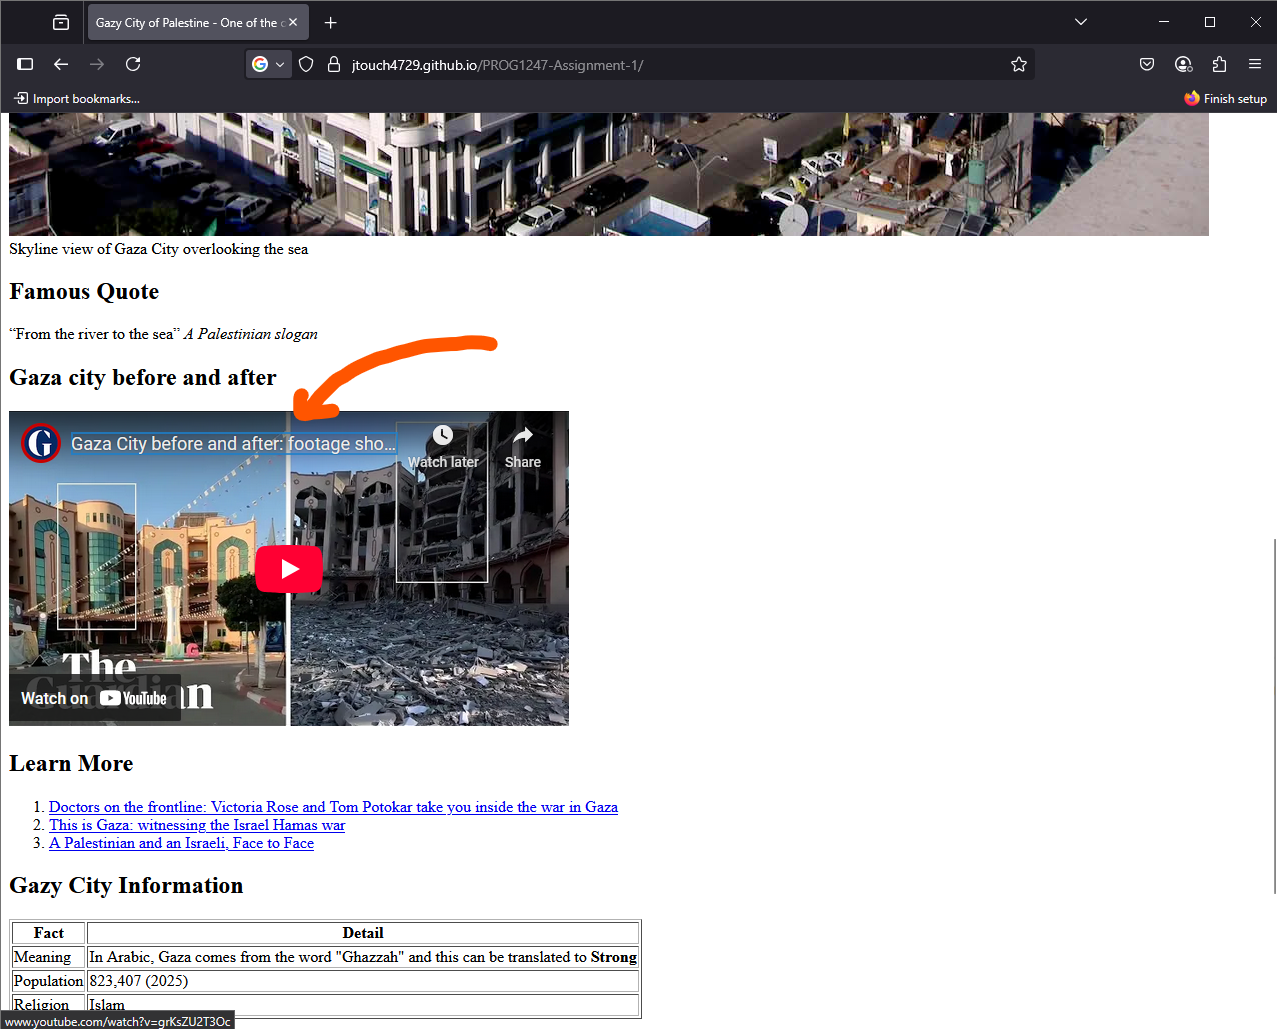 Gazy City of Palestine - One of the
jtouch4729.github.io/PROG1247-Assignment-1/
Import bookmarks...
Finish setup
Skyline view of Gaza City overlooking the sea
Famous Quote
“From the river to the sea” A Palestinian slogan
Gaza city before and after
G Gaza City before and after: footage sho...
Watch later
Share
The
Guardian
Watch on YouTube
Learn More
1. Doctors on the frontline: Victoria Rose and Tom Potokar take you inside the war in Gaza
2. This is Gaza: witnessing the Israel Hamas war
3. A Palestinian and an Israeli, Face to Face
Gazy City Information
Fact Detail
Meaning In Arabic, Gaza comes from the word "Ghazzah" and this can be translated to Strong
Population 823,407 (2025)
Religion Islam
www.youtube.com/watch?v=grKsZU2T3Oc